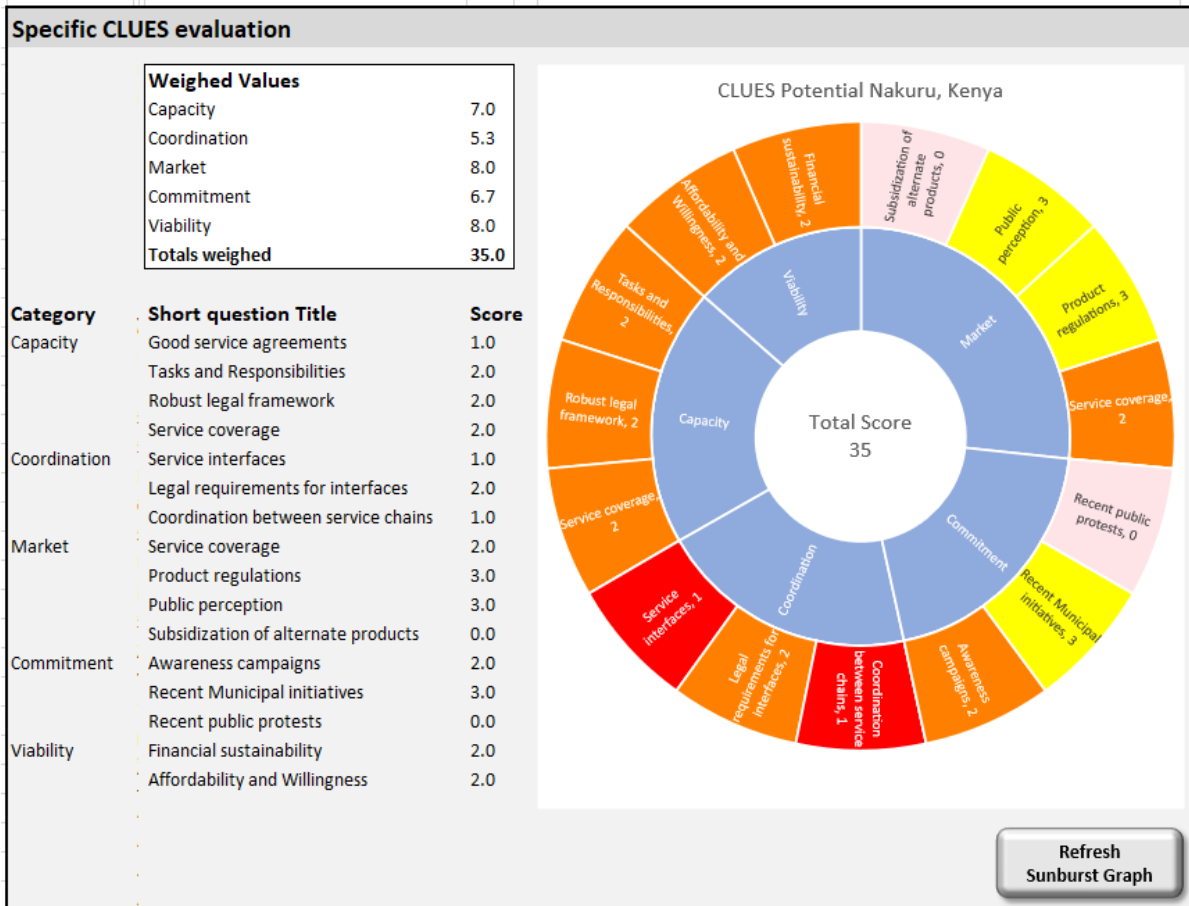 Specific CLUES evaluation
Weighed Values
Capacity 7.0
Coordination 5.3
Market 8.0
Commitment 6.7
Viability 8.0
Totals weighed 35.0
Category Short question Title Score
Capacity Good service agreements 1.0
Tasks and Responsibilities 2.0
Robust legal framework 2.0
Service coverage 2.0
Coordination Service interfaces 1.0
Legal requirements for interfaces 2.0
Coordination between service chains 1.0
Market Service coverage 2.0
Product regulations 3.0
Public perception 3.0
Subsidization of alternate products 0.0
Commitment Awareness campaigns 2.0
Recent Municipal initiatives 3.0
Recent public protests 0.0
Viability Financial sustainability 2.0
Affordability and Willingness 2.0
CLUES Potential Nakuru, Kenya
Subsidization of
alternate
products, 0
Public
perception, 3
Product
regulations, 3
Service coverage,
2
Recent public
protests, 0
Recent Municipal
initiatives, 3
Awareness
campaigns, 2
Coordination
between service
chains, 1
Legal
requirements for
interfaces, 2
Service
interfaces, 1
Service coverage,
2
Robust legal
framework, 2
Tasks and
Responsibilities,
2
Affordability and
Willingness, 2
Financial
sustainability, 2
Market
Commitment
Coordination
Capacity
Viability
Total Score
35
Refresh
Sunburst Graph